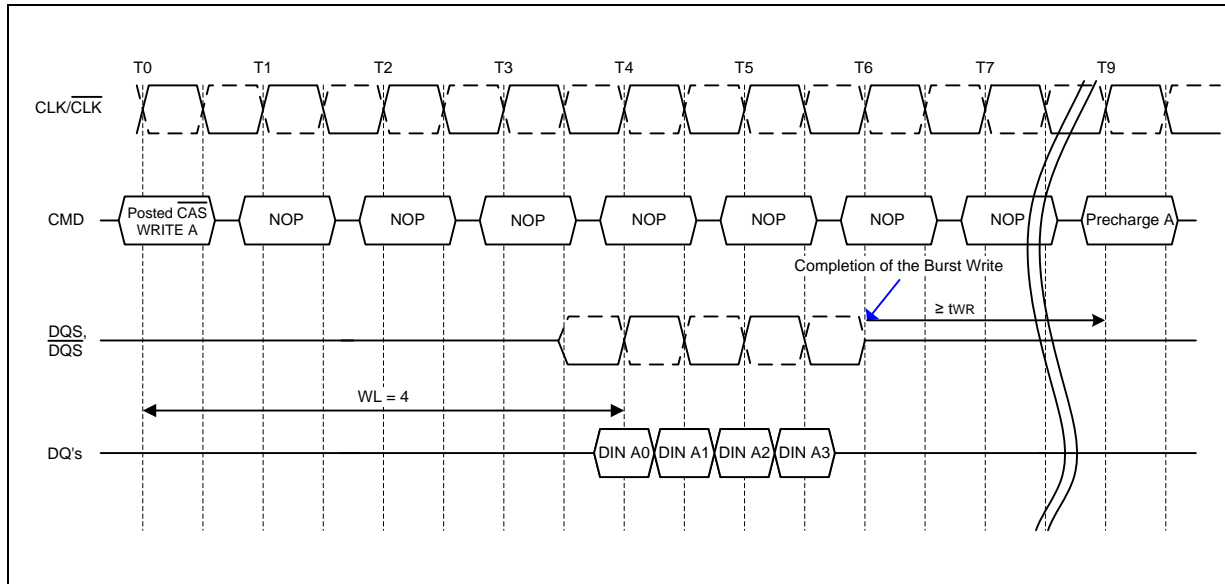 T0 T1 T2 T3 T4 T5 T6 T7 T9
CLK/CLK
CMD
Posted CAS
WRITE A
NOP NOP NOP NOP NOP NOP NOP Precharge A
Completion of the Burst Write
≥ tWR
DQS,
DQS
WL = 4
DQ's
DIN A0 DIN A1 DIN A2 DIN A3